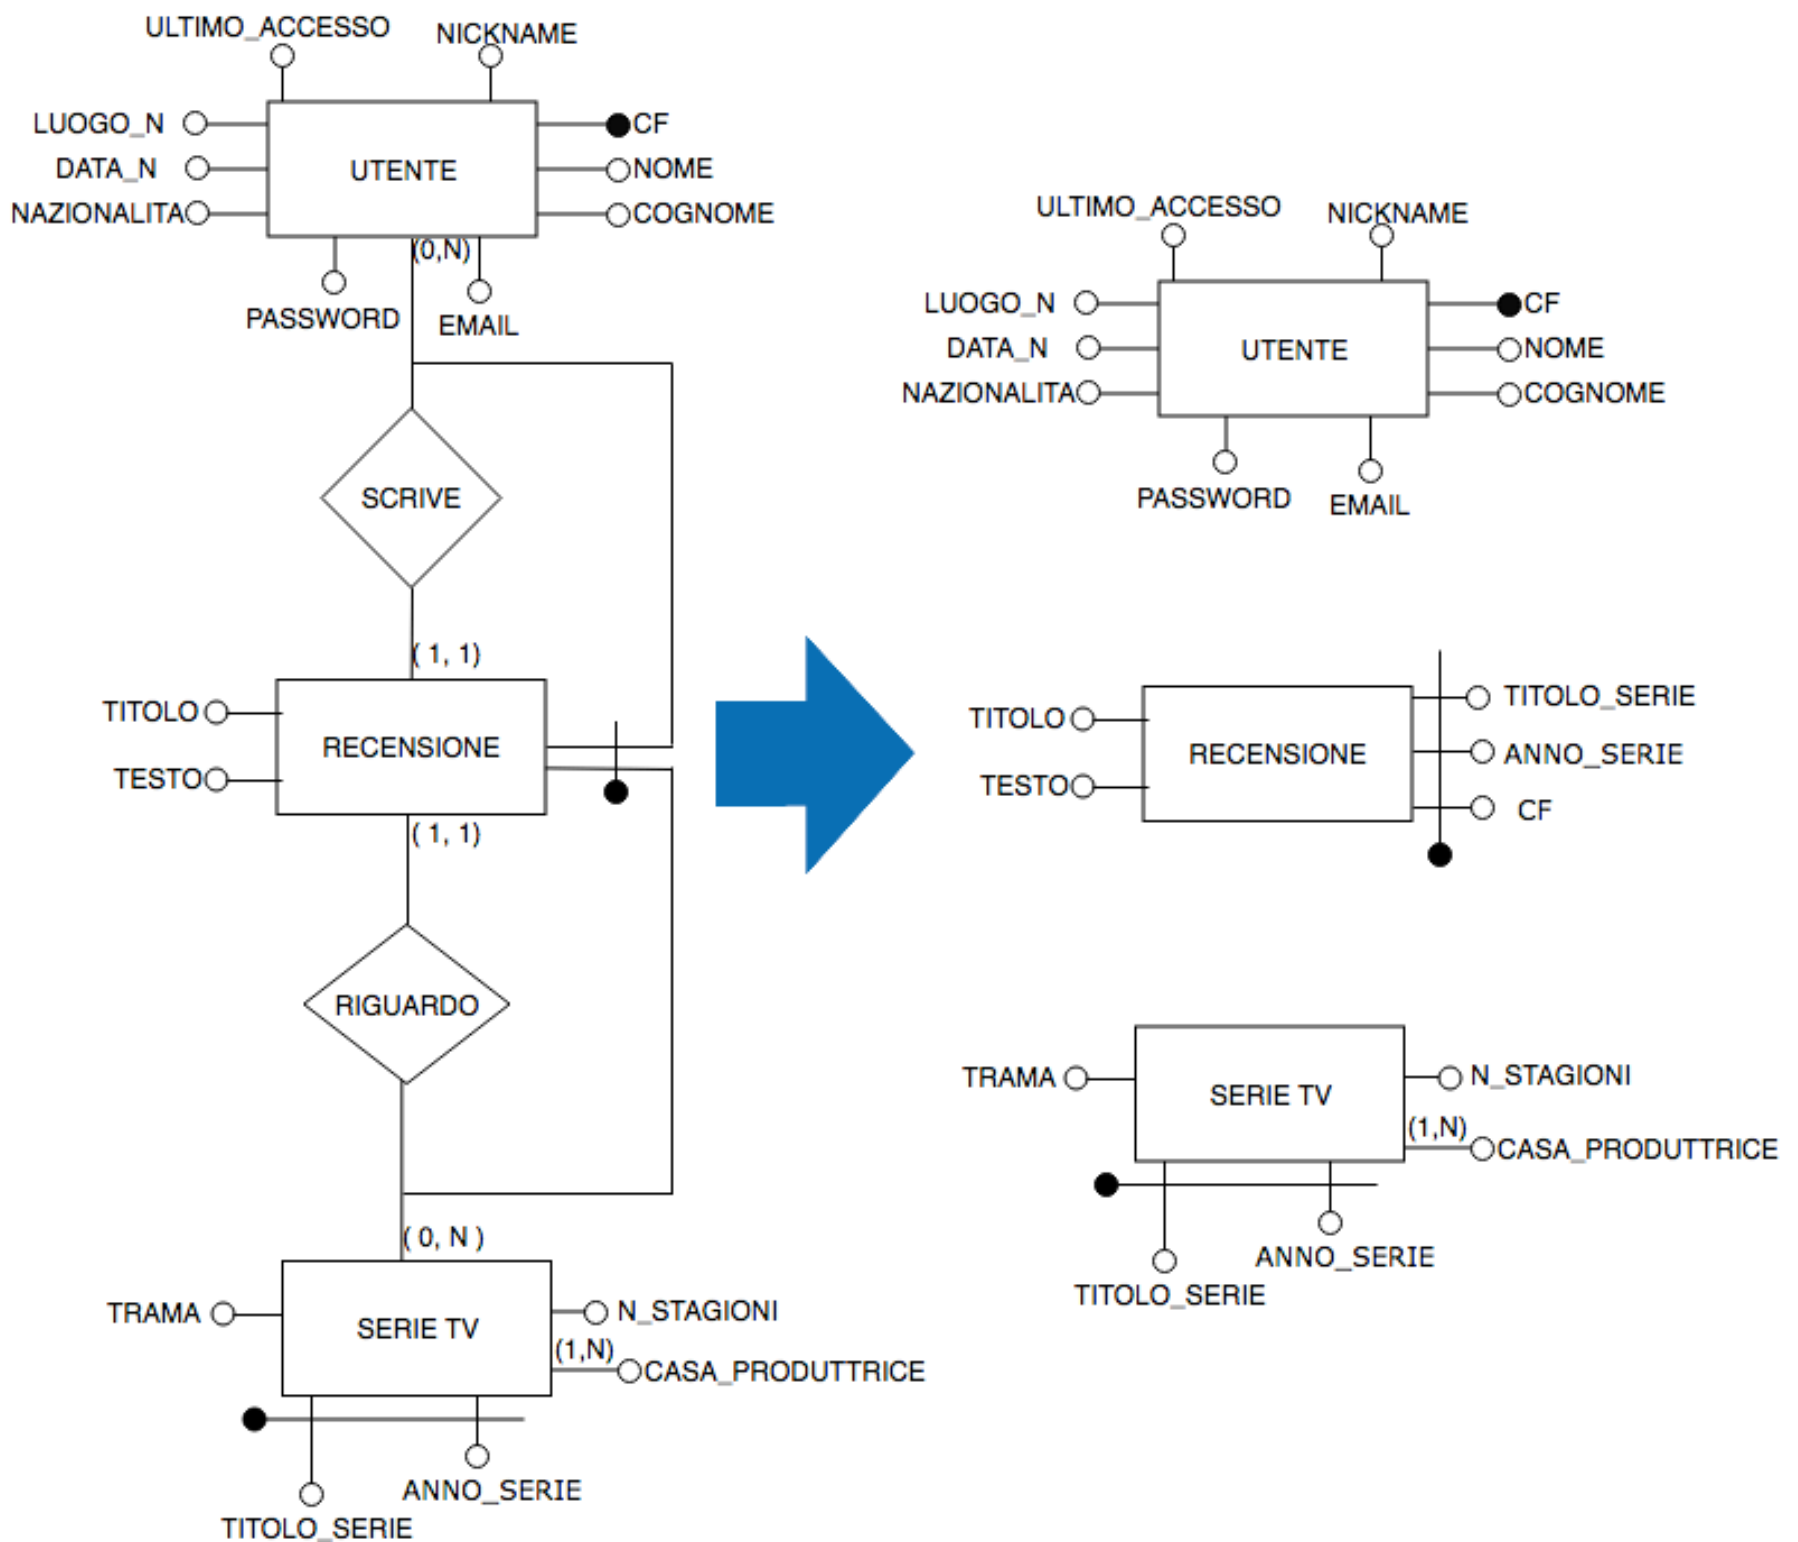 ULTIMO_ACCESSO
NICKNAME
LUOGO_N
CF
DATA_N
UTENTE
NOME
NAZIONALITA
COGNOME
(0,N)
PASSWORD
EMAIL
SCRIVE
( 1, 1)
TITOLO
RECENSIONE
TESTO
( 1, 1)
RIGUARDO
( 0, N )
TRAMA
SERIE TV
N_STAGIONI
(1,N)
CASA_PRODUTTRICE
ANNO_SERIE
TITOLO_SERIE
ULTIMO_ACCESSO
NICKNAME
LUOGO_N
CF
DATA_N
UTENTE
NOME
NAZIONALITA
COGNOME
PASSWORD
EMAIL
TITOLO
RECENSIONE
TITOLO_SERIE
ANNO_SERIE
TESTO
CF
TRAMA
SERIE TV
N_STAGIONI
(1,N)
CASA_PRODUTTRICE
ANNO_SERIE
TITOLO_SERIE